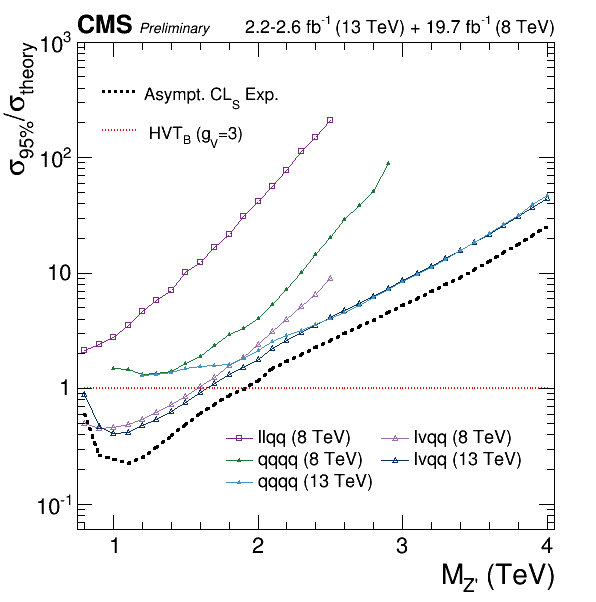 CMS Preliminary 2.2-2.6 fb⁻¹ (13 TeV) + 19.7 fb⁻¹ (8 TeV)
σ95%/σtheory
10³
10²
10
1
10⁻¹
Asympt. CLS Exp.
HVTB (gV=3)
llqq (8 TeV)
lvqq (8 TeV)
qqqq (8 TeV)
lvqq (13 TeV)
qqqq (13 TeV)
1 2 3 4
MZ' (TeV)